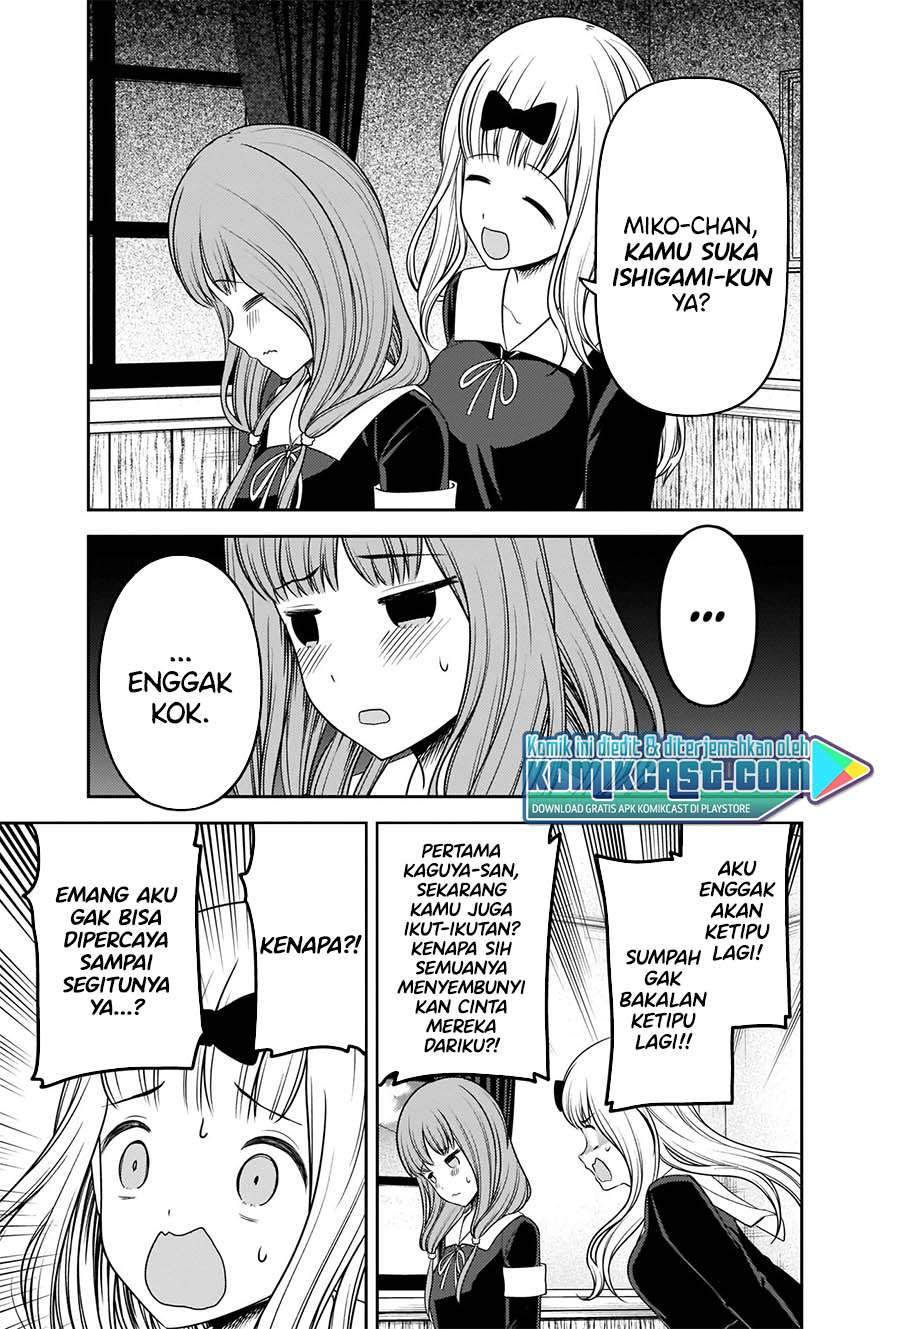 MIKO-CHAN,
KAMU SUKA
ISHIGAMI-KUN
YA?
...
...
ENGGAK
KOK.
Komik ini diedit & diterjemahkan oleh
KOMIKCAST.COM
DOWNLOAD GRATIS APK KOMIKCAST DI PLAYSTORE
AKU
ENGGAK
AKAN
KETIPU
LAGI!
SUMPAH
GAK
BAKALAN
KETIPU
LAGI!!
PERTAMA
KAGUYA-SAN,
SEKARANG
KAMU JUGA
IKUT-IKUTAN?
KENAPA SIH
SEMUANYA
MENYEMBUNYI
KAN CINTA
MEREKA
DARIKU?!
KENAPA?!
EMANG AKU
GAK BISA
DIPERCAYA
SAMPAI
SEGITUNYA
YA...?